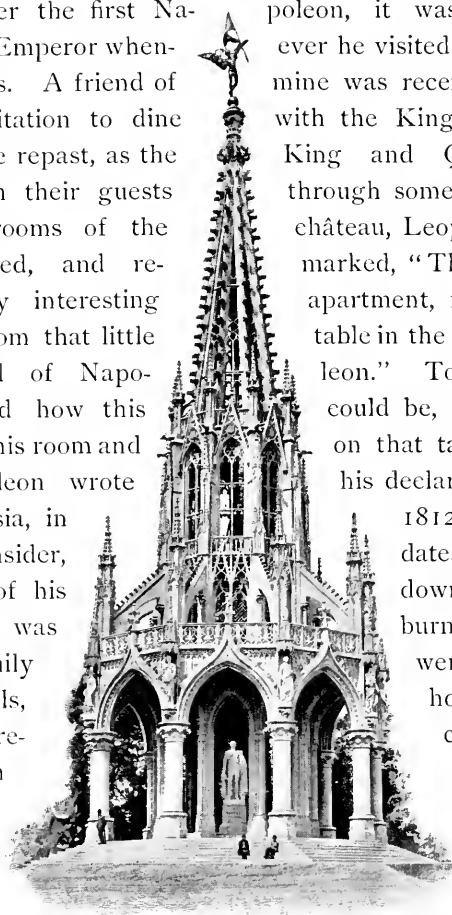 er the first Na- poleon, it was
Emperor when- ever he visited
s. A friend of mine was rece
itation to dine with the King
e repast, as the King and
n their guests through some
rooms of the château, Leo
ed, and re- marked, "Th
y interesting apartment,
om that little table in the
l of Napo- leon." To
d how this could be,
his room and on that ta
leon wrote his declar
sia, in 1812
nsider, date
of his down
was burn
ily wer
ls, ho
re- c
n